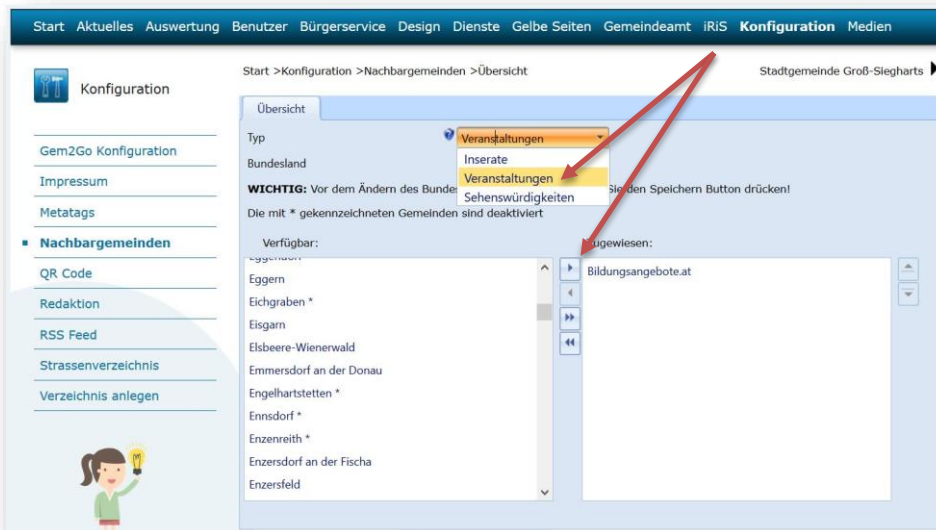 Start Aktuelles Auswertung Benutzer Bürgerservice Design Dienste Gelbe Seiten Gemeindeamt iRiS Konfiguration Medien
Konfiguration
Gem2Go Konfiguration
Impressum
Metatags
Nachbargemeinden
QR Code
Redaktion
RSS Feed
Strassenverzeichnis
Verzeichnis anlegen
Start >Konfiguration >Nachbargemeinden >Übersicht
Stadtgemeinde Groß-Siegharts
Übersicht
Typ
Veranstaltungen
Inserate
Veranstaltungen
Sehenswürdigkeiten
Bundesland
WICHTIG: Vor dem Ändern des Bundes Sie den Speichern Button drücken!
Die mit * gekennzeichneten Gemeinden sind deaktiviert
Verfügbar:
Eggern
Eichgraben *
Eisgarn
Elsbeere-Wienerwald
Emmersdorf an der Donau
Engelhartstetten *
Ennsdorf *
Enzenreith *
Enzersdorf an der Fischa
Enzersfeld
Zugewiesen:
Bildungsangebote.at